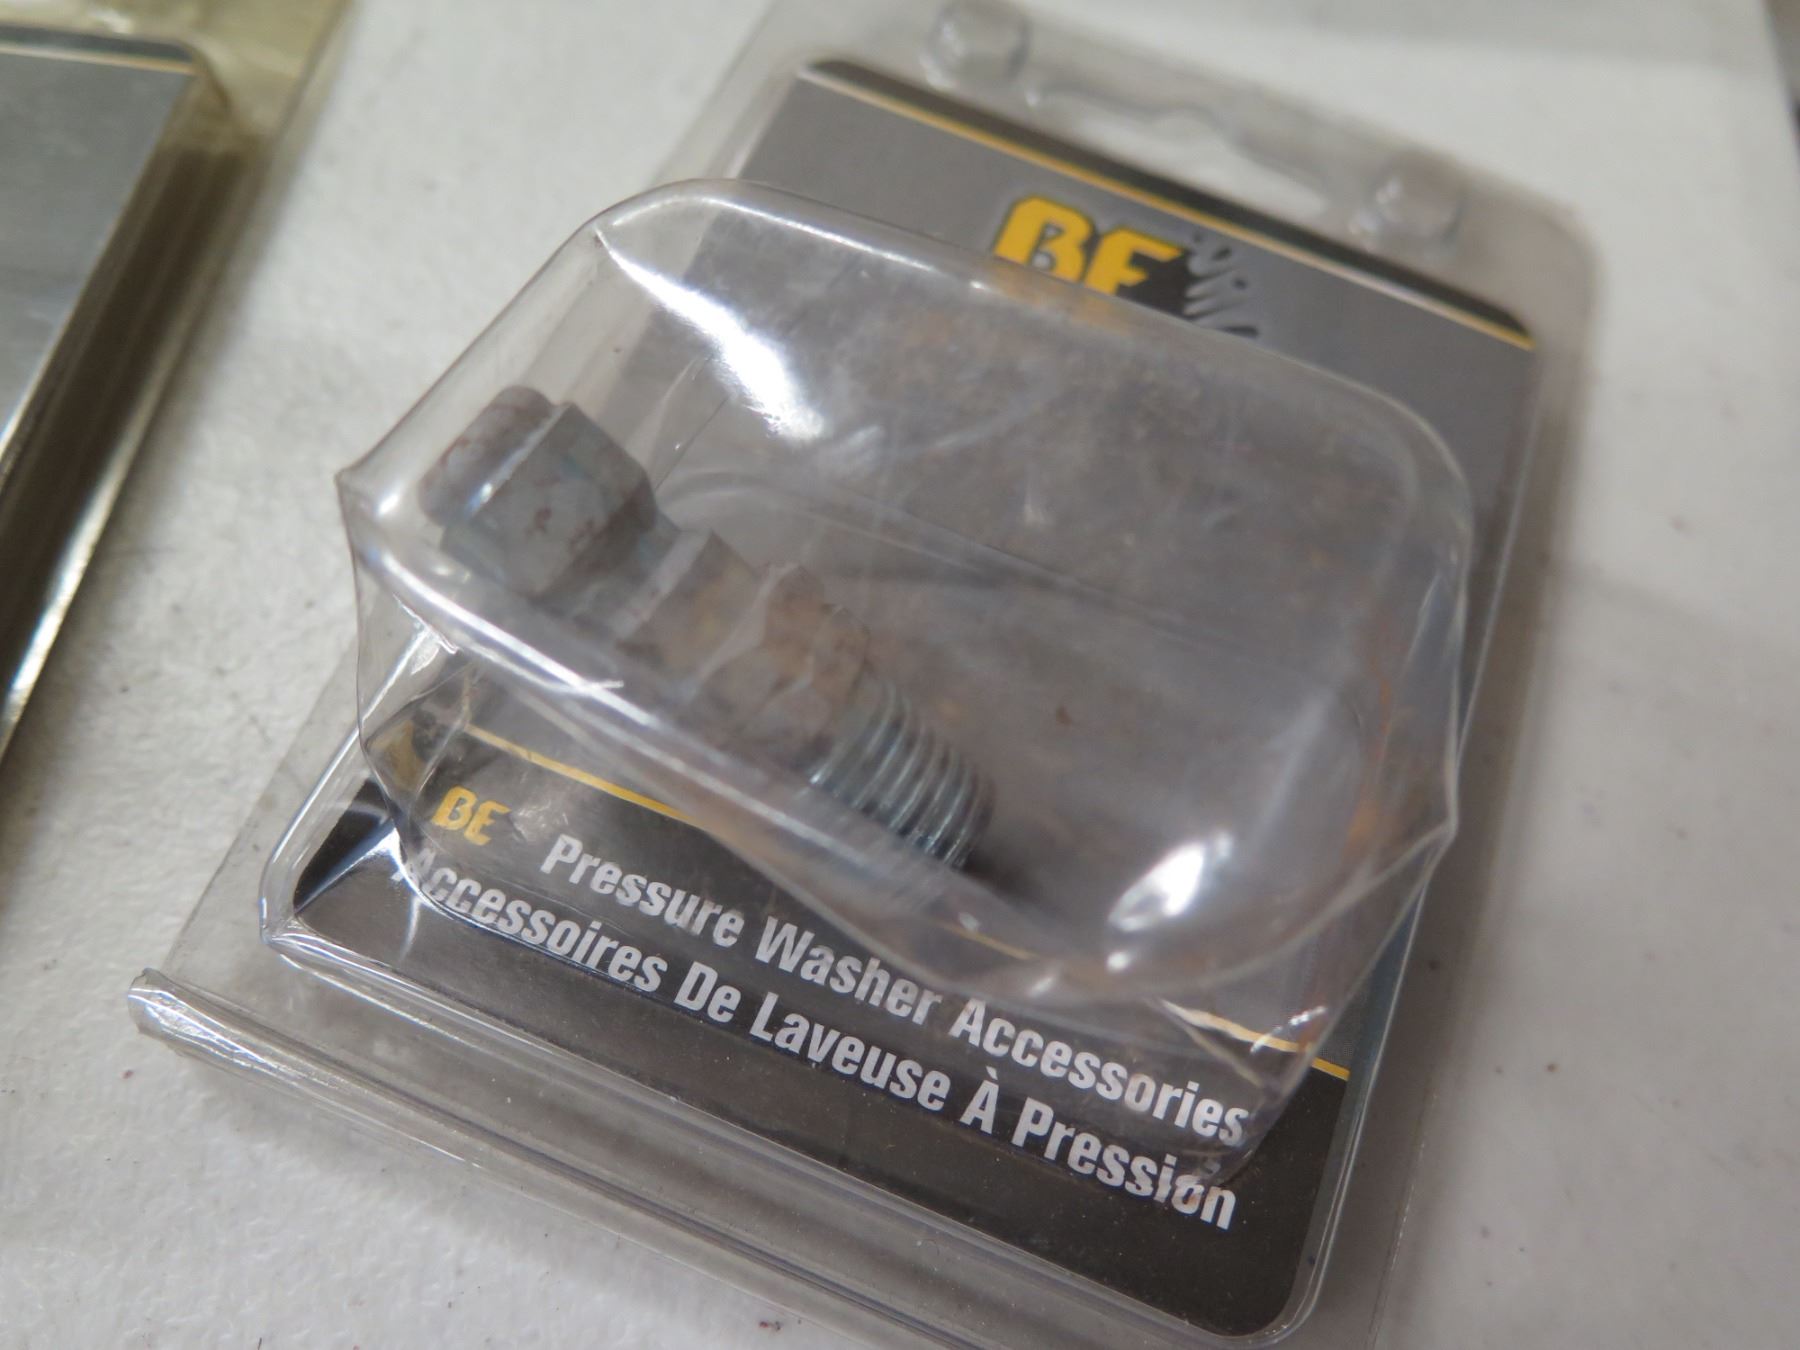 BE
BE Pressure Washer Accessories
Accessoires De Laveuse À Pression